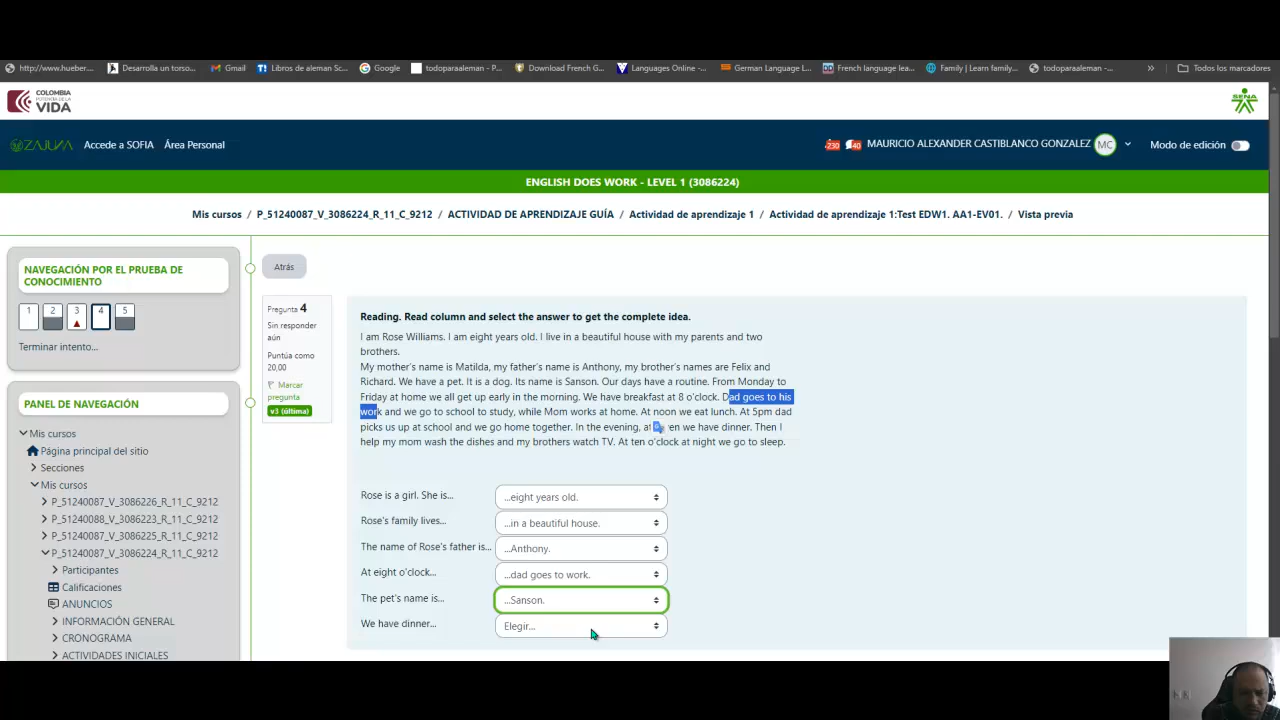 http://www.hueber....
Desarrolla un torso...
Gmail
Libros de aleman Sc...
Google
todoparaaleman - P...
Download French G...
Languages Online -...
German Language L...
French language lea...
Family | Learn family...
todoparaaleman -...
»
Todos los marcadores
COLOMBIA
POTENCIA DE LA
VIDA
SENA
ZAJUNA
Accede a SOFIA
Área Personal
230
40
MAURICIO ALEXANDER CASTIBLANCO GONZALEZ
MC
Modo de edición
ENGLISH DOES WORK - LEVEL 1 (3086224)
Mis cursos / P_51240087_V_3086224_R_11_C_9212 / ACTIVIDAD DE APRENDIZAJE GUÍA / Actividad de aprendizaje 1 / Actividad de aprendizaje 1:Test EDW1. AA1-EV01. / Vista previa
NAVEGACIÓN POR EL PRUEBA DE
CONOCIMIENTO
1
2
3
4
5
Terminar intento...
PANEL DE NAVEGACIÓN
Mis cursos
Página principal del sitio
Secciones
Mis cursos
P_51240087_V_3086226_R_11_C_9212
P_51240088_V_3086223_R_11_C_9212
P_51240087_V_3086225_R_11_C_9212
P_51240087_V_3086224_R_11_C_9212
Participantes
Calificaciones
ANUNCIOS
INFORMACIÓN GENERAL
CRONOGRAMA
ACTIVIDADES INICIALES
Atrás
Pregunta 4
Sin responder
aún
Puntúa como
20,00
Marcar
pregunta
v3 (última)
Reading. Read column and select the answer to get the complete idea.
I am Rose Williams. I am eight years old. I live in a beautiful house with my parents and two
brothers.
My mother's name is Matilda, my father's name is Anthony, my brother's names are Felix and
Richard. We have a pet. It is a dog. Its name is Sanson. Our days have a routine. From Monday to
Friday at home we all get up early in the morning. We have breakfast at 8 o'clock. Dad goes to his
work and we go to school to study, while Mom works at home. At noon we eat lunch. At 5pm dad
picks us up at school and we go home together. In the evening, at en we have dinner. Then I
help my mom wash the dishes and my brothers watch TV. At ten o'clock at night we go to sleep.
Rose is a girl. She is...
...eight years old.
Rose's family lives...
...in a beautiful house.
The name of Rose's father is...
...Anthony.
At eight o'clock...
...dad goes to work.
The pet's name is...
...Sanson.
We have dinner...
Elegir...